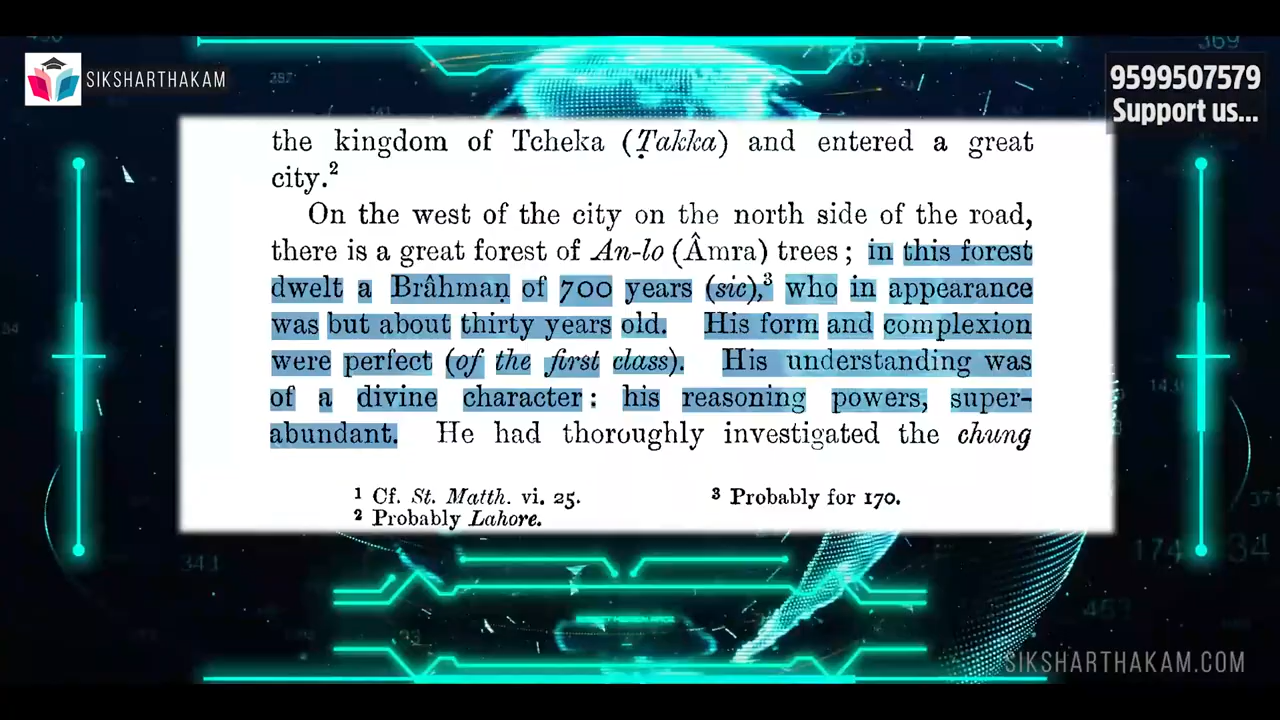 SIKSHARTHAKAM
9599507579
Support us...
the kingdom of Tcheka (Ṭakka) and entered a great
city.²
On the west of the city on the north side of the road,
there is a great forest of An-lo (Âmra) trees; in this forest
dwelt a Brâhmaṇ of 700 years (sic),³ who in appearance
was but about thirty years old. His form and complexion
were perfect (of the first class). His understanding was
of a divine character: his reasoning powers, super-
abundant. He had thoroughly investigated the chung
¹ Cf. St. Matth. vi. 25.
² Probably Lahore.
³ Probably for 170.
341
SIKSHARTHAKAM.COM